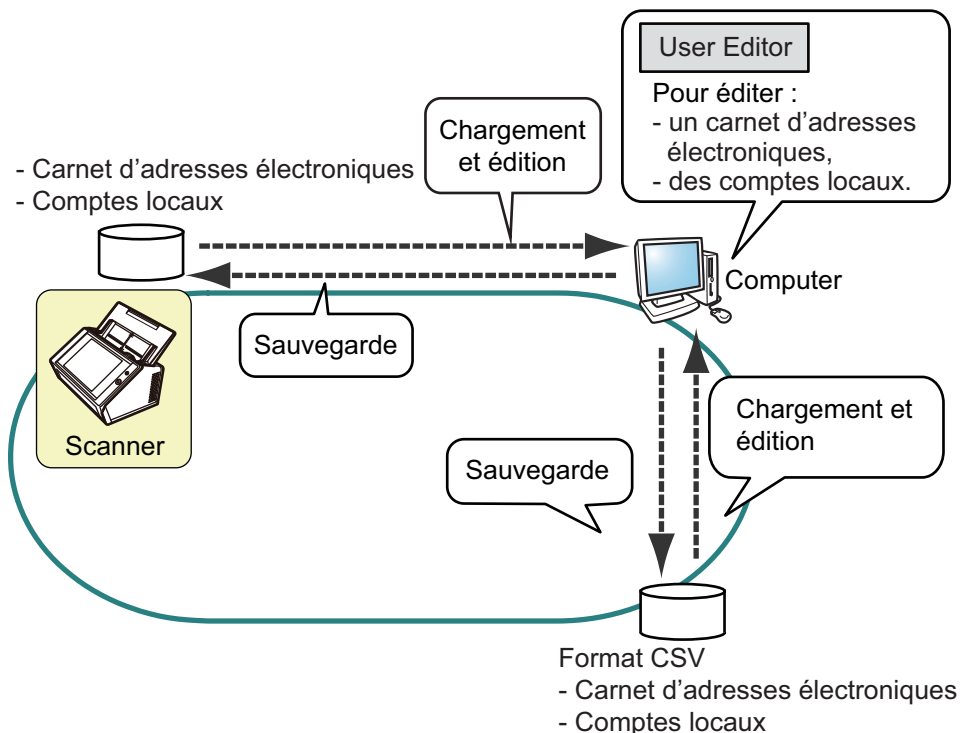 User Editor
Pour éditer :
- un carnet d'adresses
électroniques,
- des comptes locaux.
Chargement
et édition
- Carnet d'adresses électroniques
- Comptes locaux
Computer
Sauvegarde
Scanner
Chargement et
édition
Sauvegarde
Format CSV
- Carnet d'adresses électroniques
- Comptes locaux